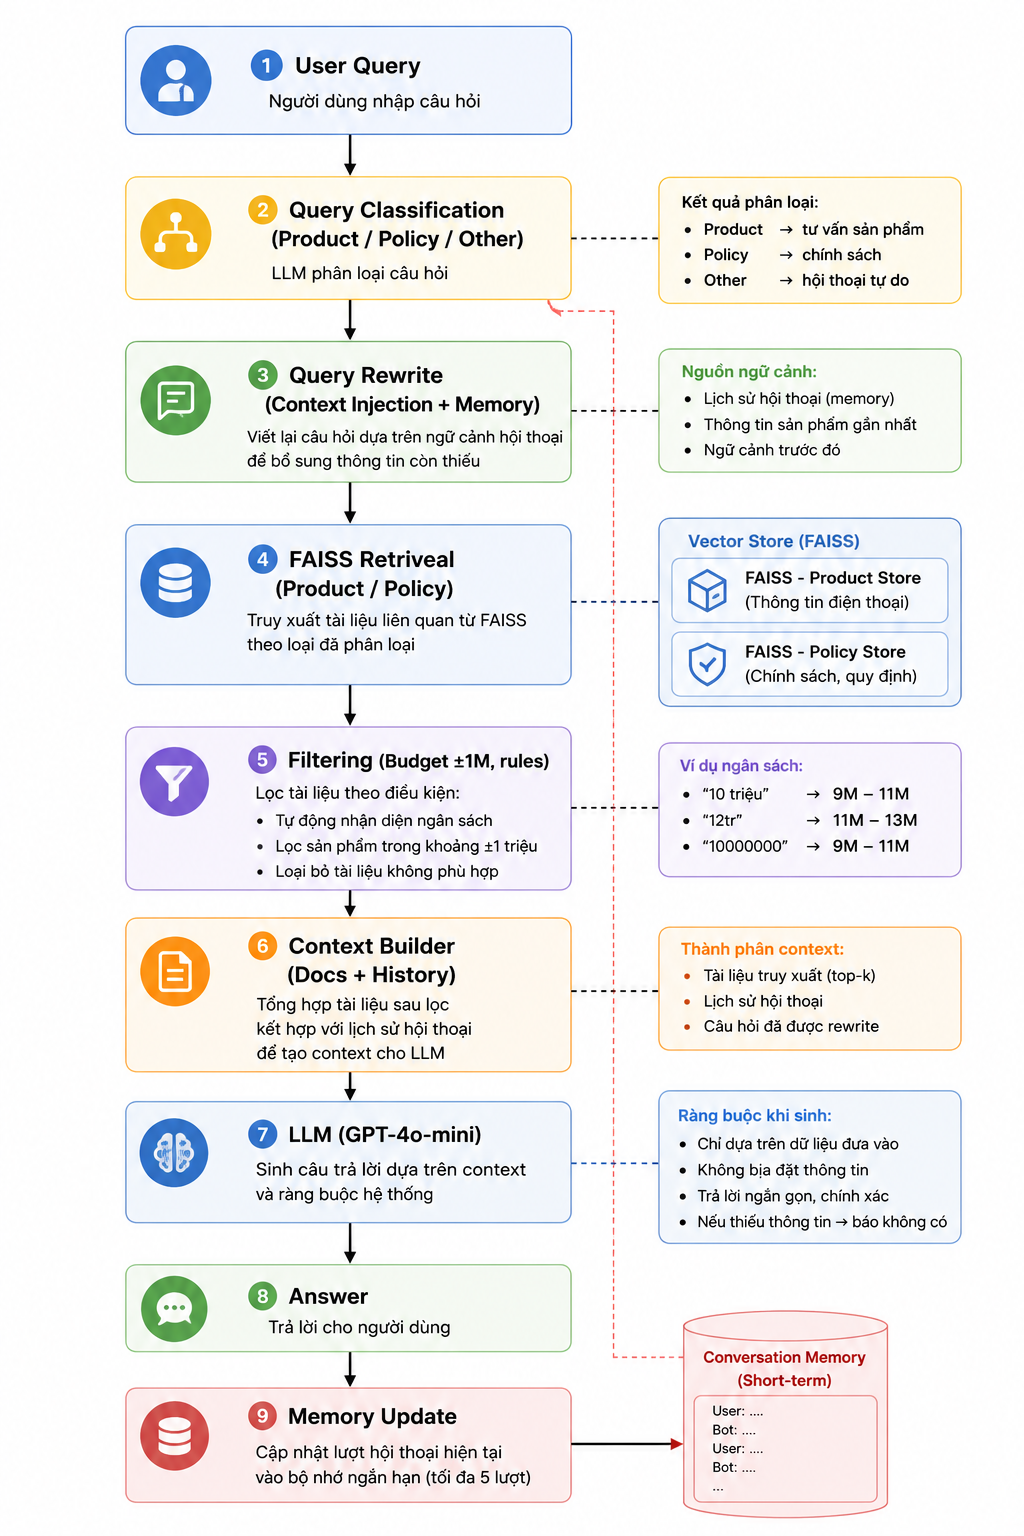 1 User Query
Người dùng nhập câu hỏi
2 Query Classification
(Product / Policy / Other)
LLM phân loại câu hỏi
Kết quả phân loại:
• Product → tư vấn sản phẩm
• Policy → chính sách
• Other → hội thoại tự do
3 Query Rewrite
(Context Injection + Memory)
Viết lại câu hỏi dựa trên ngữ cảnh hội thoại
để bổ sung thông tin còn thiếu
Nguồn ngữ cảnh:
• Lịch sử hội thoại (memory)
• Thông tin sản phẩm gần nhất
• Ngữ cảnh trước đó
4 FAISS Retriveal
(Product / Policy)
Truy xuất tài liệu liên quan từ FAISS
theo loại đã phân loại
Vector Store (FAISS)
FAISS - Product Store
(Thông tin điện thoại)
FAISS - Policy Store
(Chính sách, quy định)
5 Filtering (Budget ±1M, rules)
Lọc tài liệu theo điều kiện:
• Tự động nhận diện ngân sách
• Lọc sản phẩm trong khoảng ±1 triệu
• Loại bỏ tài liệu không phù hợp
Ví dụ ngân sách:
• “10 triệu” → 9M – 11M
• “12tr” → 11M – 13M
• “10000000” → 9M – 11M
6 Context Builder
(Docs + History)
Tổng hợp tài liệu sau lọc
kết hợp với lịch sử hội thoại
để tạo context cho LLM
Thành phần context:
• Tài liệu truy xuất (top-k)
• Lịch sử hội thoại
• Câu hỏi đã được rewrite
7 LLM (GPT-4o-mini)
Sinh câu trả lời dựa trên context
và ràng buộc hệ thống
Ràng buộc khi sinh:
• Chỉ dựa trên dữ liệu đưa vào
• Không bịa đặt thông tin
• Trả lời ngắn gọn, chính xác
• Nếu thiếu thông tin → báo không có
8 Answer
Trả lời cho người dùng
9 Memory Update
Cập nhật lượt hội thoại hiện tại
vào bộ nhớ ngắn hạn (tối đa 5 lượt)
Conversation Memory
(Short-term)
User: ....
Bot: ....
User: ....
Bot: ....
...